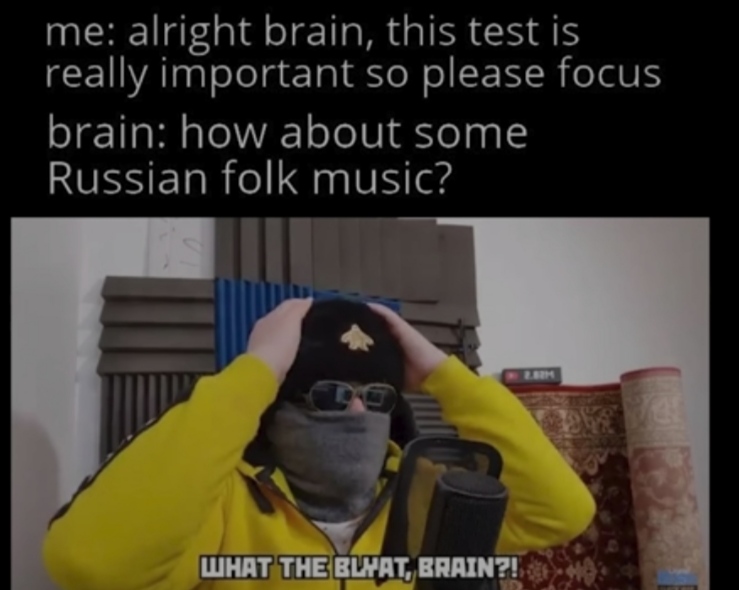 me: alright brain, this test is
really important so please focus
brain: how about some
Russian folk music?
WHAT THE BLYAT, BRAIN?!